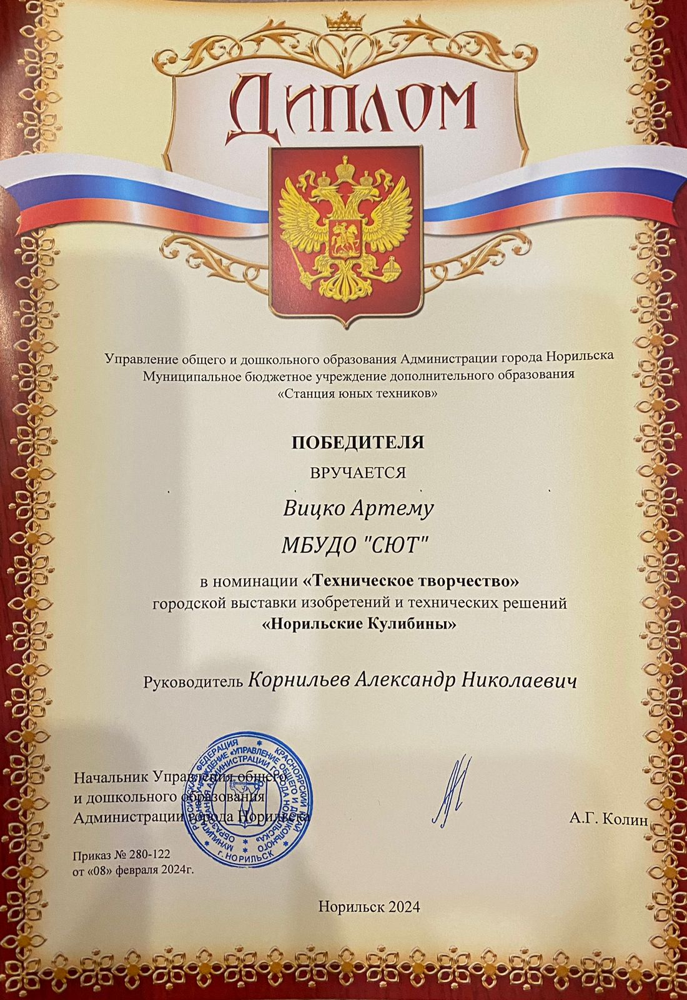 Диплом
Управление общего и дошкольного образования Администрации города Норильска
Муниципальное бюджетное учреждение дополнительного образования
«Станция юных техников»
ПОБЕДИТЕЛЯ
ВРУЧАЕТСЯ
Вицко Артему
МБУДО "СЮТ"
в номинации «Техническое творчество»
городской выставки изобретений и технических решений
«Норильские Кулибины»
Руководитель Корнильев Александр Николаевич
Начальник Управления общего
и дошкольного образования
Администрации города Норильска
А.Г. Колин
РОССИЙСКАЯ ФЕДЕРАЦИЯ * КРАСНОЯРСКИЙ КРАЙ * г. НОРИЛЬСК *
МУНИЦИПАЛЬНОЕ УЧРЕЖДЕНИЕ «УПРАВЛЕНИЕ ОБЩЕГО И ДОШКОЛЬНОГО
ОБРАЗОВАНИЯ АДМИНИСТРАЦИИ ГОРОДА НОРИЛЬСКА»
Приказ № 280-122
от «08» февраля 2024г.
Норильск 2024